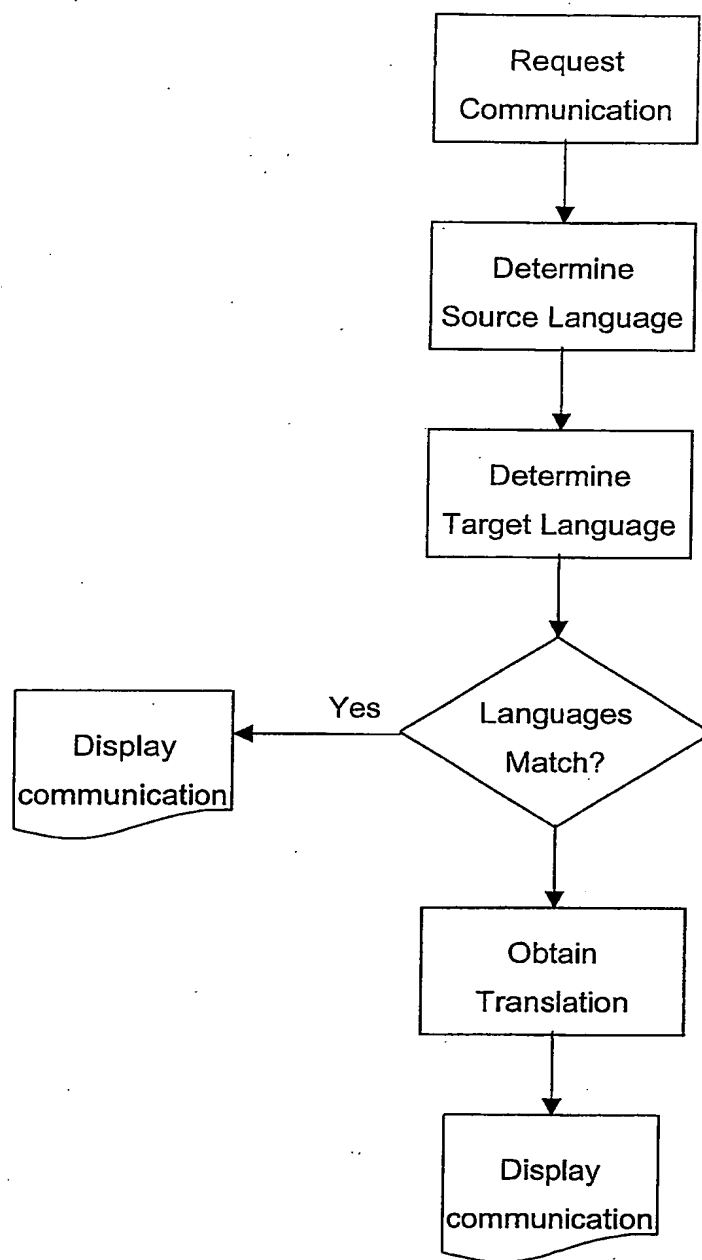 Request
Communication
Determine
Source Language
Determine
Target Language
Languages
Match?
Yes
Display
communication
Obtain
Translation
Display
communication